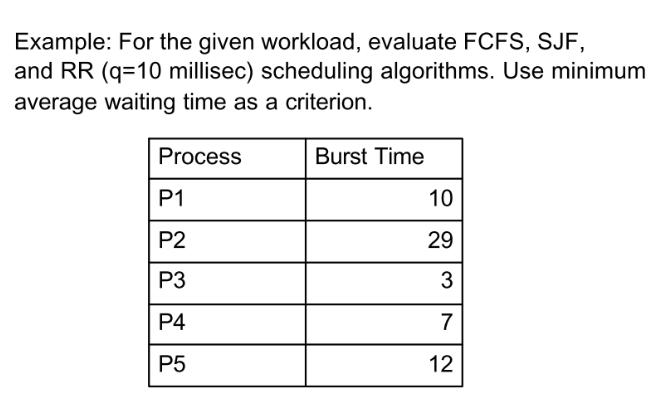 Example: For the given workload, evaluate FCFS, SJF,
and RR (q=10 millisec) scheduling algorithms. Use minimum
average waiting time as a criterion.
Process Burst Time
P1 10
P2 29
P3 3
P4 7
P5 12